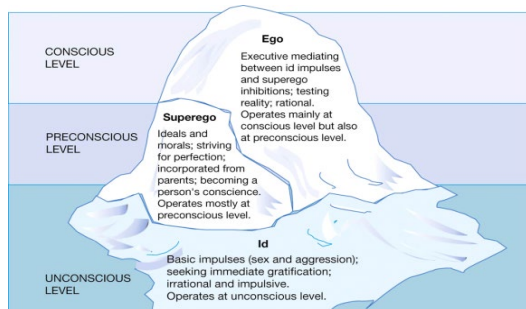 CONSCIOUS
LEVEL
Ego
Executive mediating
between id impulses
and superego
inhibitions; testing
reality; rational.
Operates mainly at
conscious level but also
at preconscious level.
PRECONSCIOUS
LEVEL
Superego
Ideals and
morals; striving
for perfection;
incorporated from
parents; becoming a
person's conscience.
Operates mostly at
preconscious level.
UNCONSCIOUS
LEVEL
Id
Basic impulses (sex and aggression);
seeking immediate gratification;
irrational and impulsive.
Operates at unconscious level.